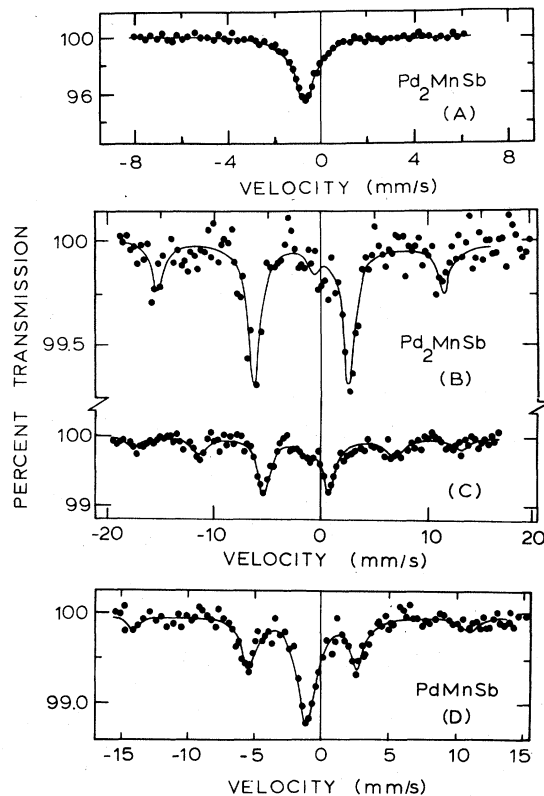 100
96
Pd2MnSb
(A)
-8 -4 0 4 8
VELOCITY (mm/s)
PERCENT TRANSMISSION
100
99.5
Pd2MnSb
(B)
100
99
(C)
-20 -10 0 10 20
VELOCITY (mm/s)
100
99.0
PdMnSb
(D)
-15 -10 -5 0 5 10 15
VELOCITY (mm/s)